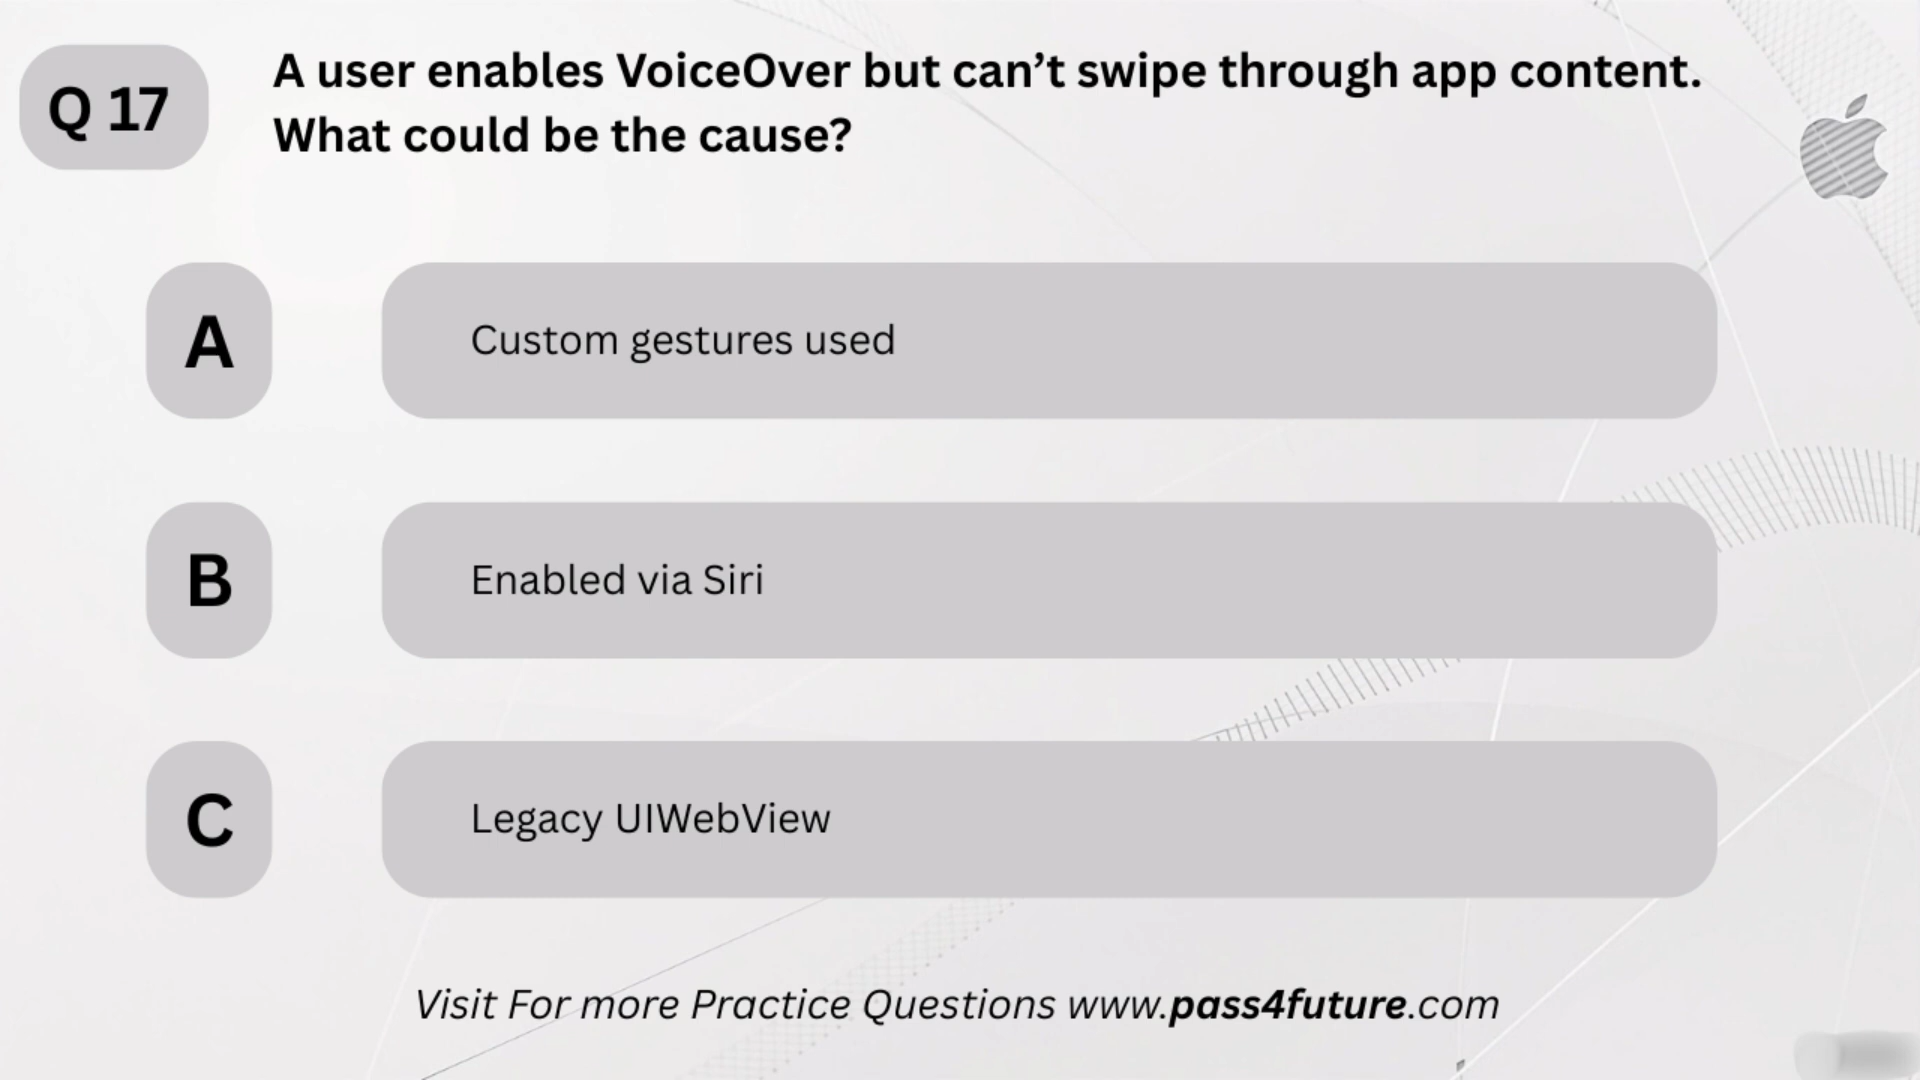 Q 17
A user enables VoiceOver but can’t swipe through app content.
What could be the cause?
A
Custom gestures used
B
Enabled via Siri
C
Legacy UIWebView
Visit For more Practice Questions www.pass4future.com